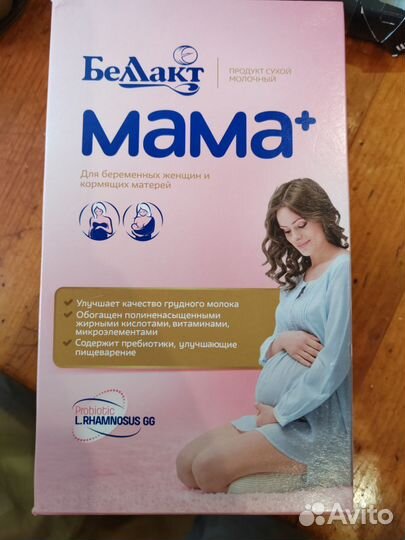 БеллАкт
ПРОДУКТ СУХОЙ
МОЛОЧНЫЙ
мама+
Для беременных женщин и
кормящих матерей
Улучшает качество грудного молока
Обогащен полиненасыщенными
жирными кислотами, витаминами,
микроэлементами
Содержит пребиотики, улучшающие
пищеварение
Probiotic
L.RHAMNOSUS GG
Avito